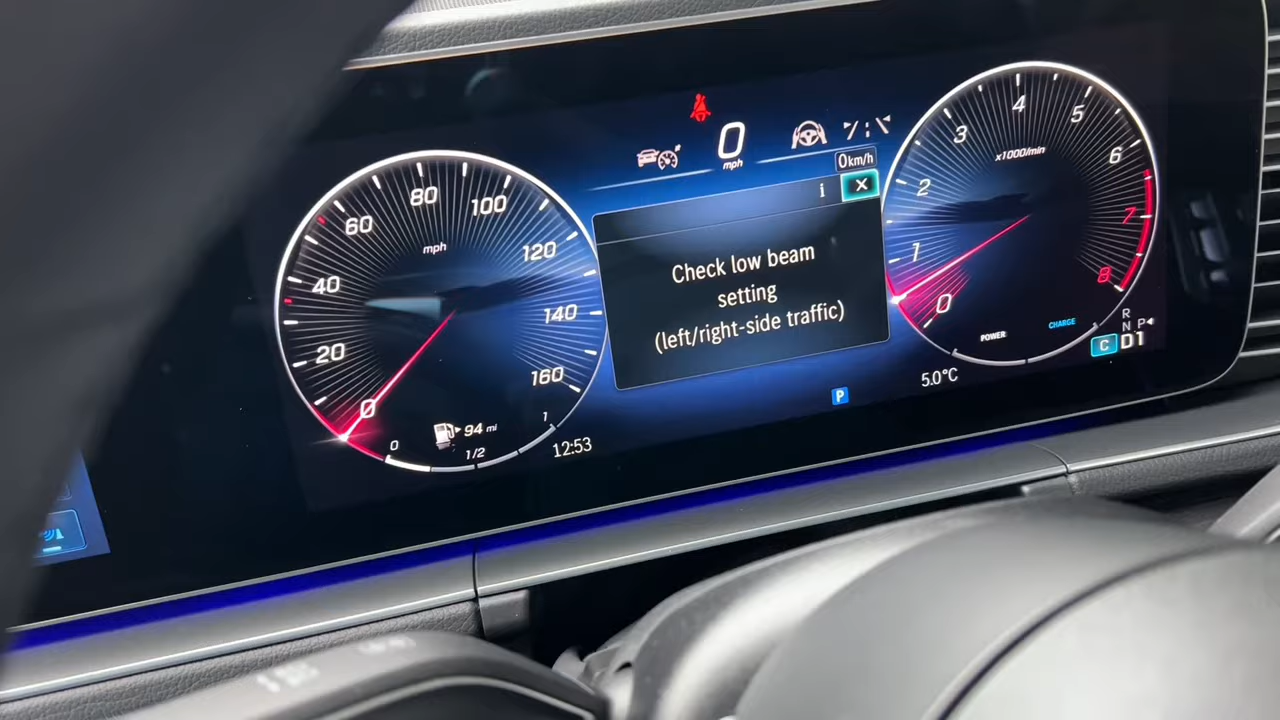 0
mph
0km/h
i
Check low beam
setting
(left/right-side traffic)
0
20
40
60
80
100
120
140
160
mph
94 mi
0
1/2
1
12:53
0
1
2
3
4
5
6
7
8
x1000/min
POWER
CHARGE
R
N P
C D1
5.0°C
P